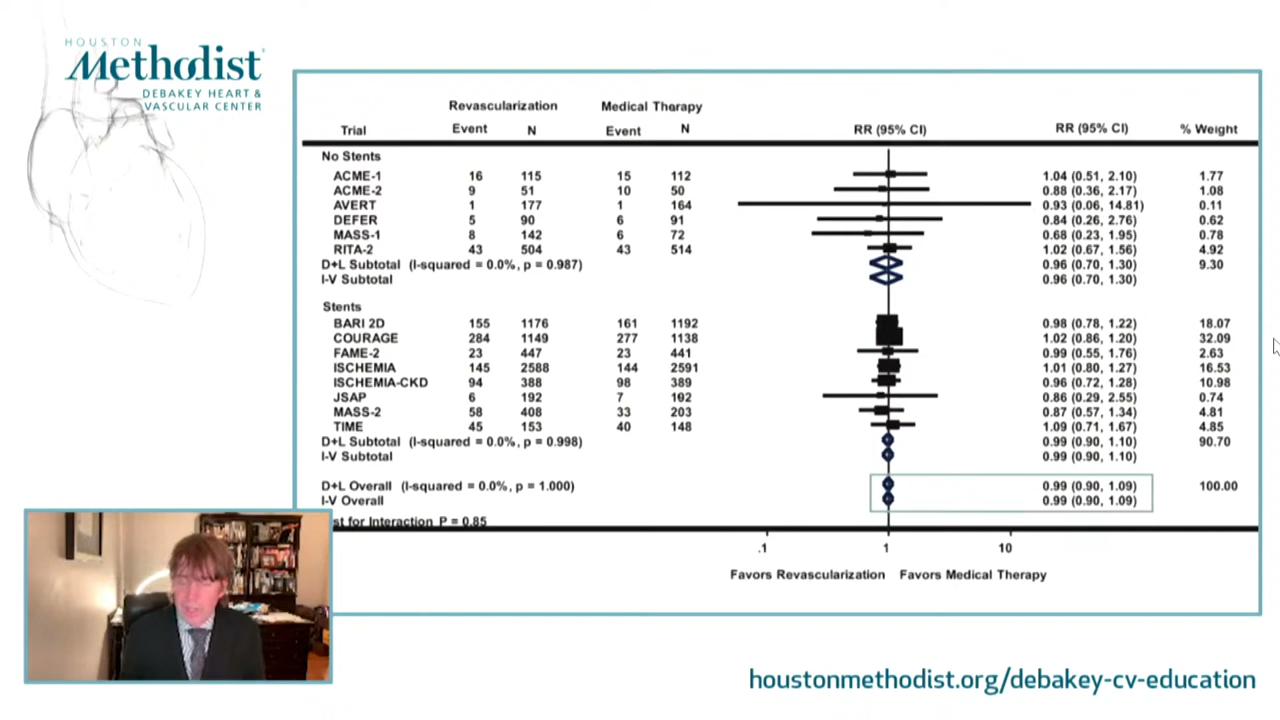 HOUSTON
Methodist
DEBAKEY HEART &
VASCULAR CENTER
Revascularization Medical Therapy
Trial Event N Event N RR (95% CI) RR (95% CI) % Weight
No Stents
ACME-1 16 115 15 112 1.04 (0.51, 2.10) 1.77
ACME-2 9 51 10 50 0.88 (0.36, 2.17) 1.08
AVERT 1 177 1 164 0.93 (0.06, 14.81) 0.11
DEFER 5 90 6 91 0.84 (0.26, 2.76) 0.62
MASS-1 8 142 6 72 0.68 (0.23, 1.95) 0.78
RITA-2 43 504 43 514 1.02 (0.67, 1.56) 4.92
D+L Subtotal (I-squared = 0.0%, p = 0.987) 0.96 (0.70, 1.30) 9.30
I-V Subtotal 0.96 (0.70, 1.30)
Stents
BARI 2D 155 1176 161 1192 0.98 (0.78, 1.22) 18.07
COURAGE 284 1149 277 1138 1.02 (0.86, 1.20) 32.09
FAME-2 23 447 23 441 0.99 (0.55, 1.76) 2.63
ISCHEMIA 145 2588 144 2591 1.01 (0.80, 1.27) 16.53
ISCHEMIA-CKD 94 388 98 389 0.96 (0.72, 1.28) 10.98
JSAP 6 192 7 192 0.86 (0.29, 2.55) 0.74
MASS-2 58 408 33 203 0.87 (0.57, 1.34) 4.81
TIME 45 153 40 148 1.09 (0.71, 1.67) 4.85
D+L Subtotal (I-squared = 0.0%, p = 0.998) 0.99 (0.90, 1.10) 90.70
I-V Subtotal 0.99 (0.90, 1.10)
D+L Overall (I-squared = 0.0%, p = 1.000) 0.99 (0.90, 1.09) 100.00
I-V Overall 0.99 (0.90, 1.09)
st for Interaction P = 0.85
.1 1 10
Favors Revascularization Favors Medical Therapy
houstonmethodist.org/debakey-cv-education